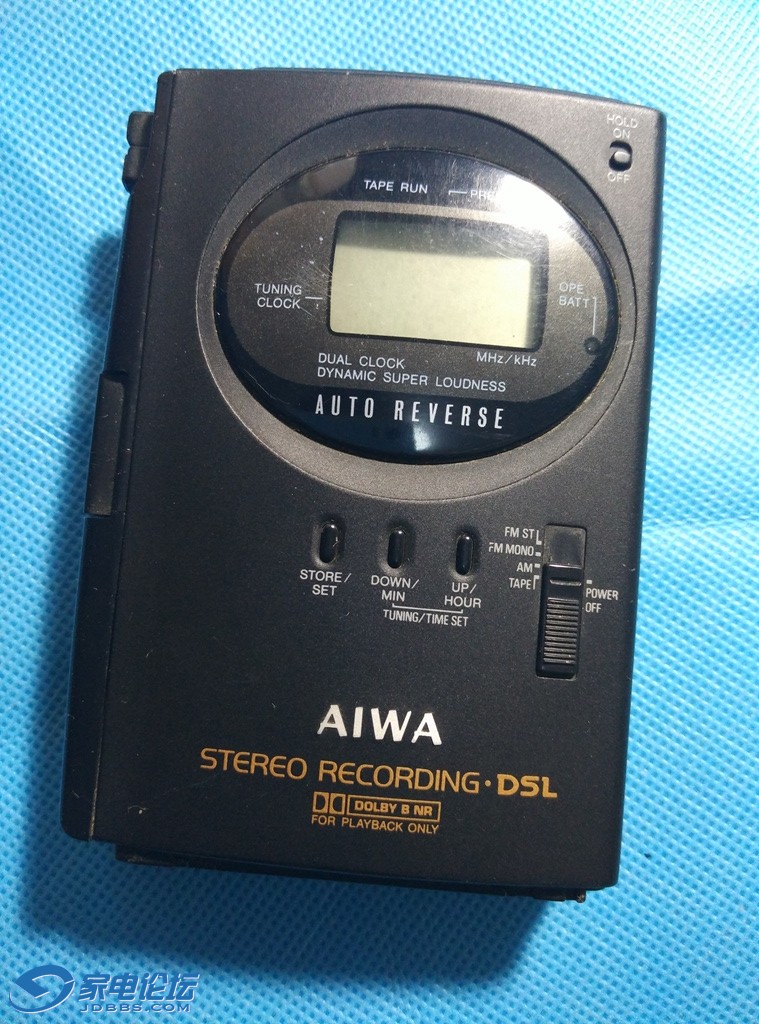 HOLD
ON
OFF
TAPE RUN
TUNING
CLOCK
OPE
BATT
MHz/kHz
DUAL CLOCK
DYNAMIC SUPER LOUDNESS
AUTO REVERSE
FM ST
FM MONO
AM
TAPE
POWER
OFF
STORE/
SET
DOWN/
MIN
UP/
HOUR
TUNING/TIME SET
AIWA
STEREO RECORDING·DSL
DOLBY B NR
FOR PLAYBACK ONLY
家电论坛
JDBBS.COM